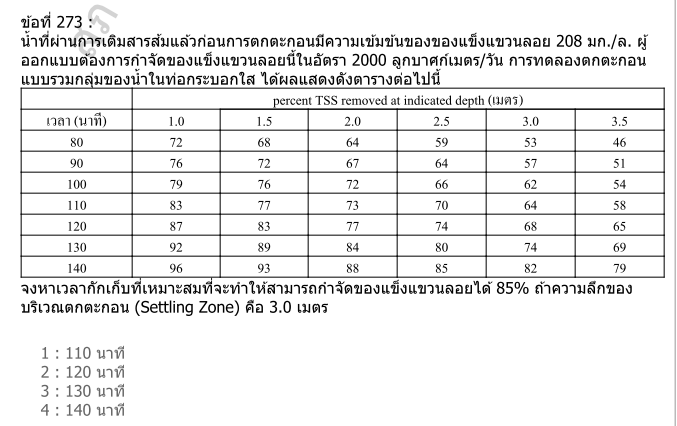 ข้อที่ 273 :
น้ำที่ผ่านการเติมสารส้มแล้วก่อนการตกตะกอนมีความเข้มข้นของของแข็งแขวนลอย 208 มก./ล. ผู้
ออกแบบต้องการกำจัดของแข็งแขวนลอยนี้ในอัตรา 2000 ลูกบาศก์เมตร/วัน การทดลองตกตะกอน
แบบรวมกลุ่มของน้ำในท่อกระบอกใส ได้ผลแสดงดังตารางต่อไปนี้
percent TSS removed at indicated depth (เมตร)
เวลา (นาที) 1.0 1.5 2.0 2.5 3.0 3.5
80 72 68 64 59 53 46
90 76 72 67 64 57 51
100 79 76 72 66 62 54
110 83 77 73 70 64 58
120 87 83 77 74 68 65
130 92 89 84 80 74 69
140 96 93 88 85 82 79
จงหาเวลากักเก็บที่เหมาะสมที่จะทำให้สามารถกำจัดของแข็งแขวนลอยได้ 85% ถ้าความลึกของ
บริเวณตกตะกอน (Settling Zone) คือ 3.0 เมตร
1 : 110 นาที
2 : 120 นาที
3 : 130 นาที
4 : 140 นาที